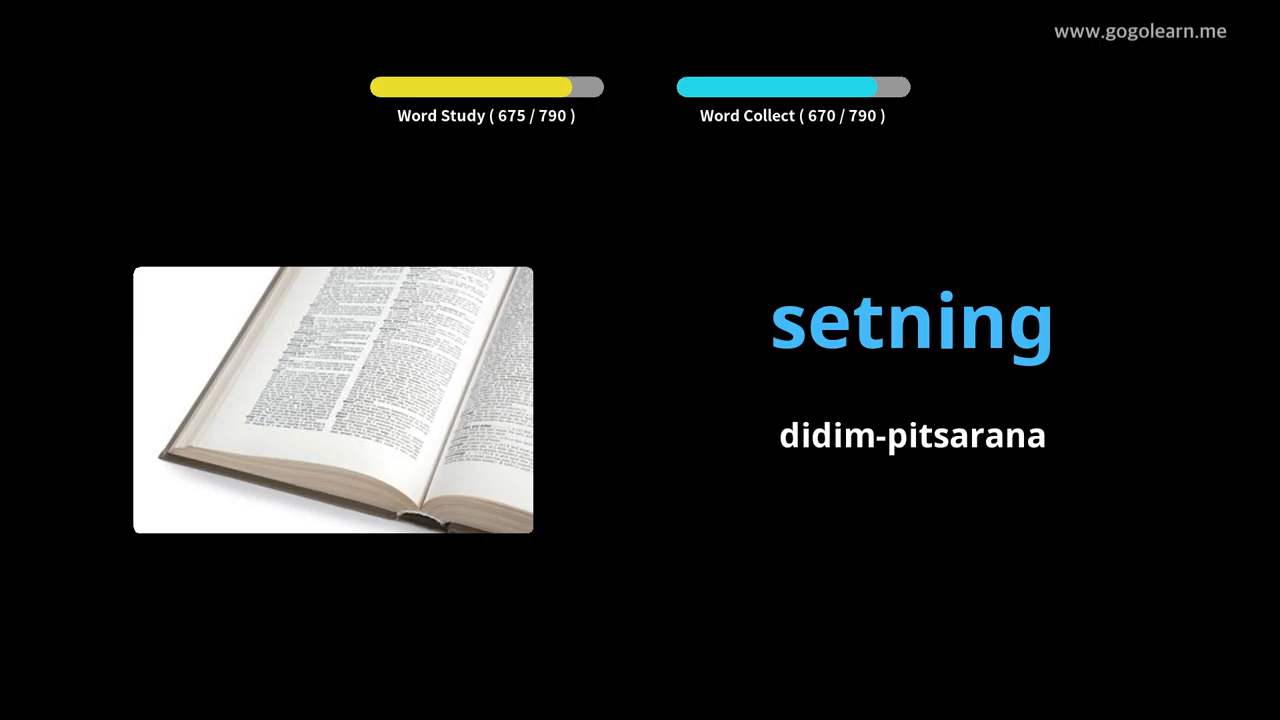 www.gogolearn.me
Word Study ( 675 / 790 )
Word Collect ( 670 / 790 )
setning
didim-pitsarana